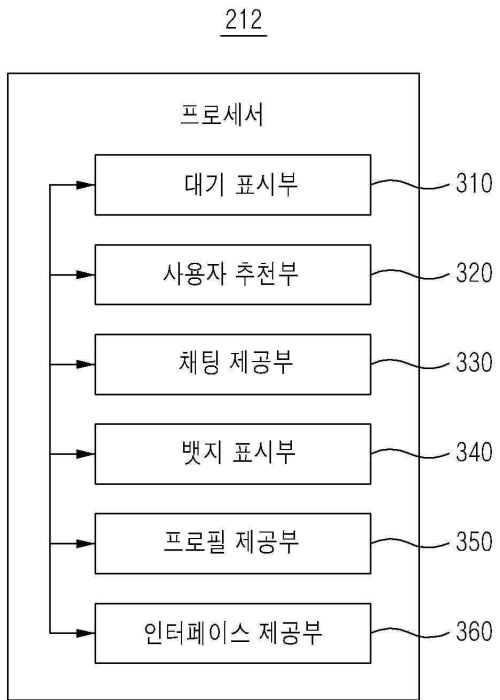 212
프로세서
대기 표시부 310
사용자 추천부 320
채팅 제공부 330
뱃지 표시부 340
프로필 제공부 350
인터페이스 제공부 360